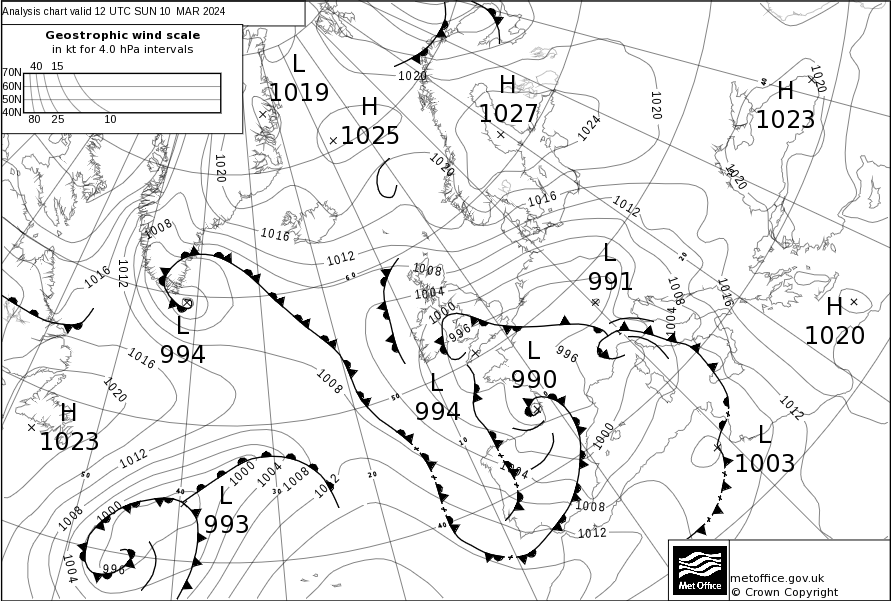 Analysis chart valid 12 UTC SUN 10 MAR 2024
Geostrophic wind scale
in kt for 4.0 hPa intervals
40 15
70N
60N
50N
40N
80 25 10
L
1019
H
1025
1020
H
1027
1024
1020
H
1023
1020
1020
40
1020
1020
1016
1012
1008
1016
1012
1012
1016
60
1008
1004
1000
996
L
991
20
1008
1004
1016
H
1020
L
994
1016
1020
1008
L
994
L
990
996
50
10
0
1000
1012
L
1003
H
1023
1012
50
1008
1000
1004
996
40
L
993
1000
1004
1008
1012
30
20
40
1004
1008
1012
Met Office
metoffice.gov.uk
© Crown Copyright